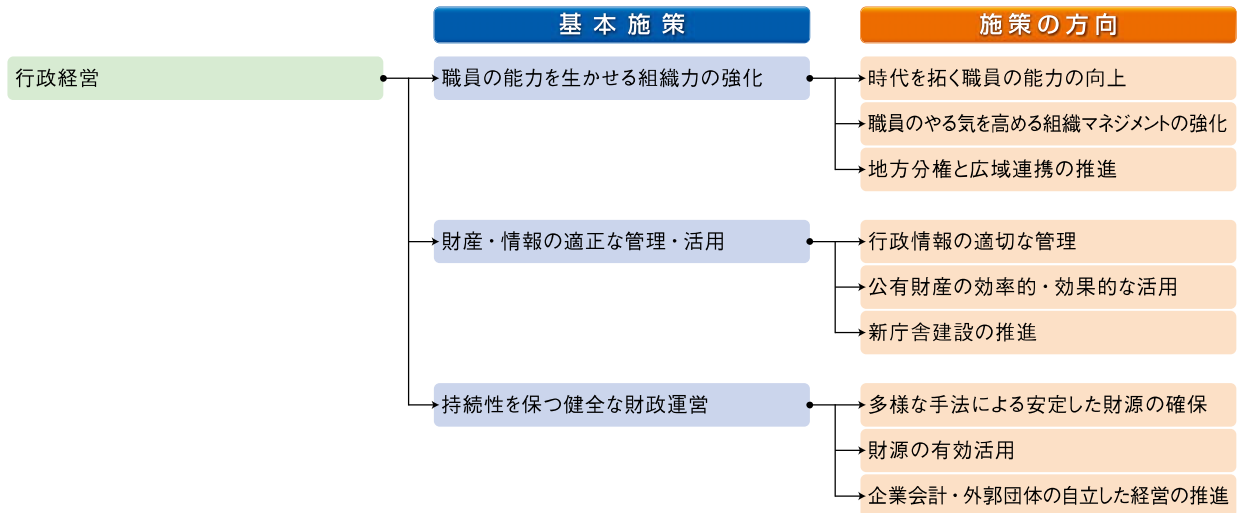 基本施策
施策の方向
行政経営
職員の能力を生かせる組織力の強化
時代を拓く職員の能力の向上
職員のやる気を高める組織マネジメントの強化
地方分権と広域連携の推進
財産・情報の適正な管理・活用
行政情報の適切な管理
公有財産の効率的・効果的な活用
新庁舎建設の推進
持続性を保つ健全な財政運営
多様な手法による安定した財源の確保
財源の有効活用
企業会計・外郭団体の自立した経営の推進